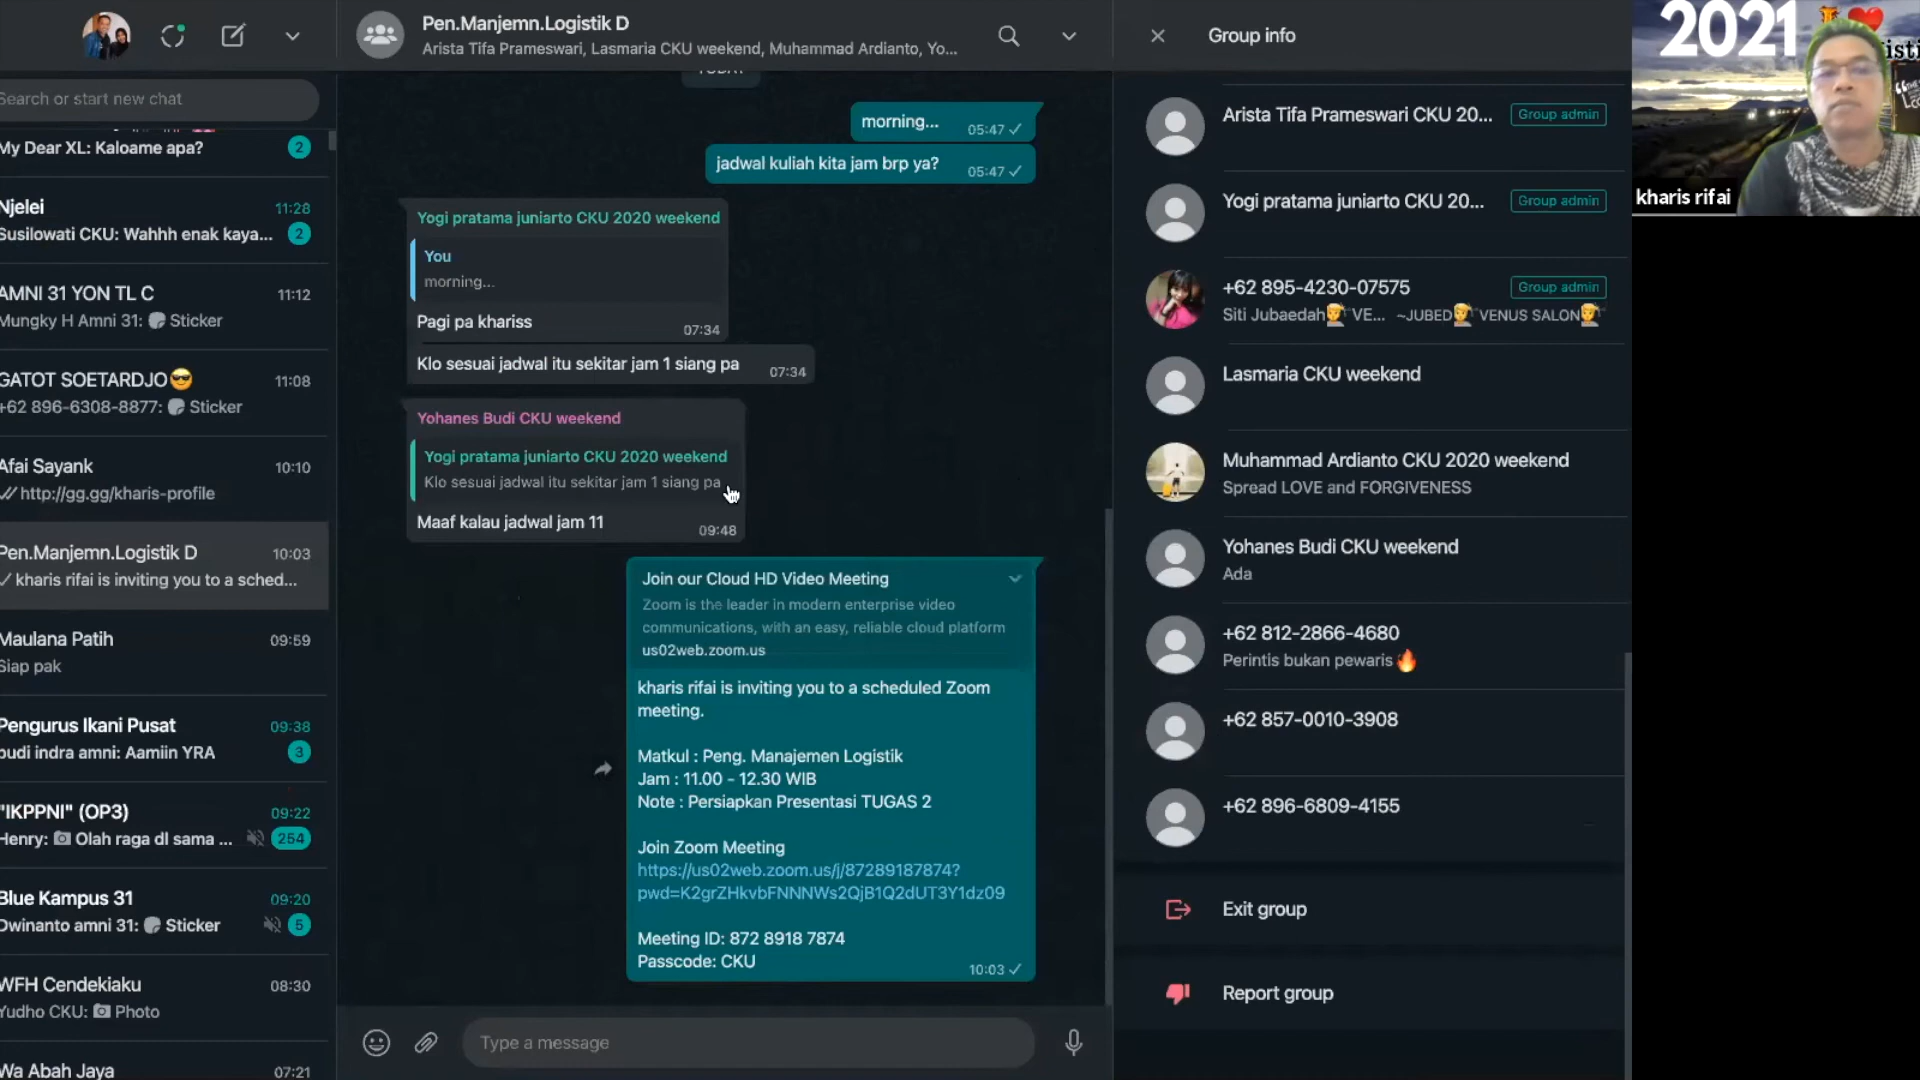 Search or start new chat
My Dear XL: Kaloame apa?
2
Njelei
11:28
Susilowati CKU: Wahhh enak kaya...
2
AMNI 31 YON TL C
11:12
Mungky H Amni 31: Sticker
GATOT SOETARDJO😎
11:08
+62 896-6308-8877: Sticker
Afai Sayank
10:10
http://gg.gg/kharis-profile
Pen.Manjemn.Logistik D
10:03
kharis rifai is inviting you to a sched...
Maulana Patih
09:59
Siap pak
Pengurus Ikani Pusat
09:38
budi indra amni: Aamiin YRA
3
"IKPPNI" (OP3)
09:22
Henry: Olah raga dl sama ...
254
Blue Kampus 31
09:20
Dwinanto amni 31: Sticker
5
WFH Cendekiaku
08:30
Yudho CKU: Photo
Wa Abah Jaya
07:21
Pen.Manjemn.Logistik D
Arista Tifa Prameswari, Lasmaria CKU weekend, Muhammad Ardianto, Yo...
TODAY
morning...
05:47
jadwal kuliah kita jam brp ya?
05:47
Yogi pratama juniarto CKU 2020 weekend
You
morning...
Pagi pa khariss
07:34
Klo sesuai jadwal itu sekitar jam 1 siang pa
07:34
Yohanes Budi CKU weekend
Yogi pratama juniarto CKU 2020 weekend
Klo sesuai jadwal itu sekitar jam 1 siang pa
Maaf kalau jadwal jam 11
09:48
Join our Cloud HD Video Meeting
Zoom is the leader in modern enterprise video
communications, with an easy, reliable cloud platform
us02web.zoom.us
kharis rifai is inviting you to a scheduled Zoom
meeting.
Matkul : Peng. Manajemen Logistik
Jam : 11.00 - 12.30 WIB
Note : Persiapkan Presentasi TUGAS 2
Join Zoom Meeting
https://us02web.zoom.us/j/87289187874?
pwd=K2grZHkvbFNNNWs2QjB1Q2dUT3Y1dz09
Meeting ID: 872 8918 7874
Passcode: CKU
10:03
Type a message
Group info
Arista Tifa Prameswari CKU 20...
Group admin
Yogi pratama juniarto CKU 20...
Group admin
+62 895-4230-07575
Group admin
Siti Jubaedah💇VE... ~JUBED💇VENUS SALON💇
Lasmaria CKU weekend
Muhammad Ardianto CKU 2020 weekend
Spread LOVE and FORGIVENESS
Yohanes Budi CKU weekend
Ada
+62 812-2866-4680
Perintis bukan pewaris🔥
+62 857-0010-3908
+62 896-6809-4155
Exit group
Report group
2021 I ❤
kharis rifai